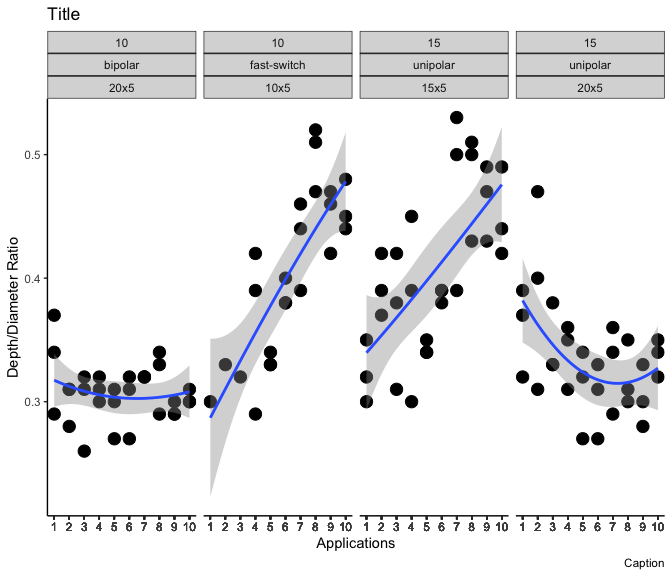 Title
10 10 15 15
bipolar fast-switch unipolar unipolar
20x5 10x5 15x5 20x5
0.5
0.4
0.3
Depth/Diameter Ratio
1 2 3 4 5 6 7 8 9 10 1 2 3 4 5 6 7 8 9 10 1 2 3 4 5 6 7 8 9 10 1 2 3 4 5 6 7 8 9 10
Applications
Caption